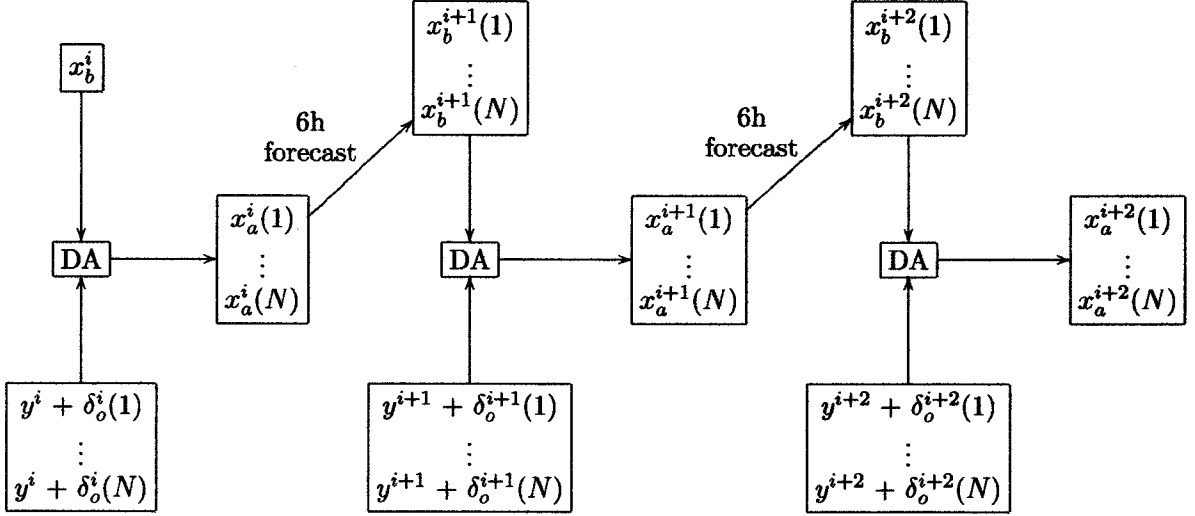 x_b^i
DA
y^i + δ_o^i(1)
⋮
y^i + δ_o^i(N)
x_a^i(1)
⋮
x_a^i(N)
6h
forecast
x_b^{i+1}(1)
⋮
x_b^{i+1}(N)
DA
y^{i+1} + δ_o^{i+1}(1)
⋮
y^{i+1} + δ_o^{i+1}(N)
x_a^{i+1}(1)
⋮
x_a^{i+1}(N)
6h
forecast
x_b^{i+2}(1)
⋮
x_b^{i+2}(N)
DA
y^{i+2} + δ_o^{i+2}(1)
⋮
y^{i+2} + δ_o^{i+2}(N)
x_a^{i+2}(1)
⋮
x_a^{i+2}(N)